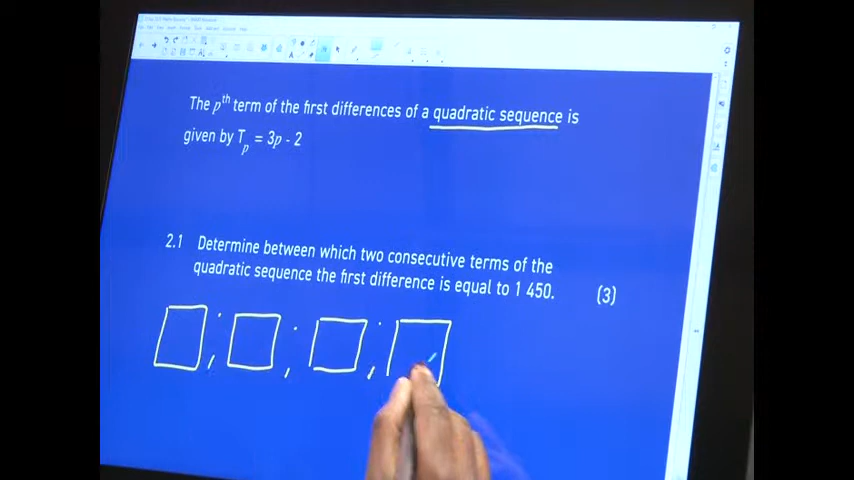 The pth term of the first differences of a quadratic sequence is
given by Tp = 3p - 2
2.1 Determine between which two consecutive terms of the
quadratic sequence the first difference is equal to 1 450.
(3)
; ; ;